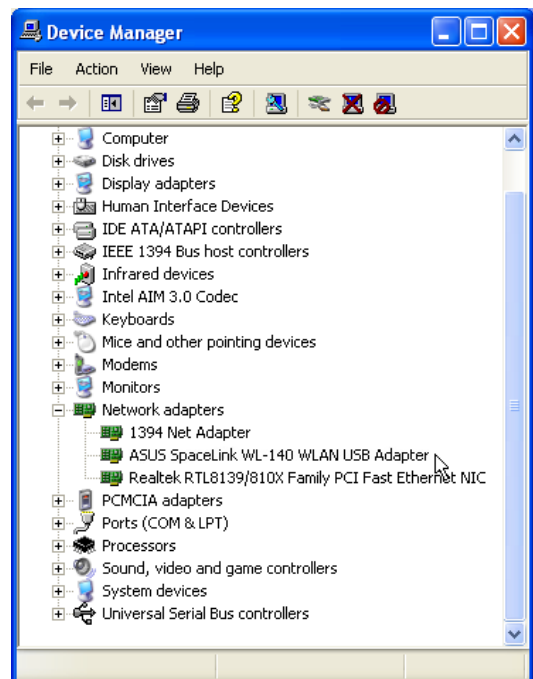 Device Manager
File Action View Help
Computer
Disk drives
Display adapters
Human Interface Devices
IDE ATA/ATAPI controllers
IEEE 1394 Bus host controllers
Infrared devices
Intel AIM 3.0 Codec
Keyboards
Mice and other pointing devices
Modems
Monitors
Network adapters
1394 Net Adapter
ASUS SpaceLink WL-140 WLAN USB Adapter
Realtek RTL8139/810X Family PCI Fast Ethernet NIC
PCMCIA adapters
Ports (COM & LPT)
Processors
Sound, video and game controllers
System devices
Universal Serial Bus controllers